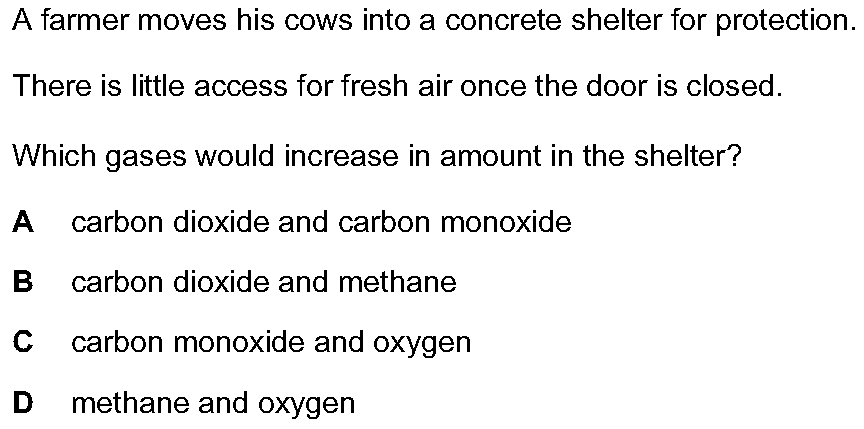 A farmer moves his cows into a concrete shelter for protection.
There is little access for fresh air once the door is closed.
Which gases would increase in amount in the shelter?
A carbon dioxide and carbon monoxide
B carbon dioxide and methane
C carbon monoxide and oxygen
D methane and oxygen